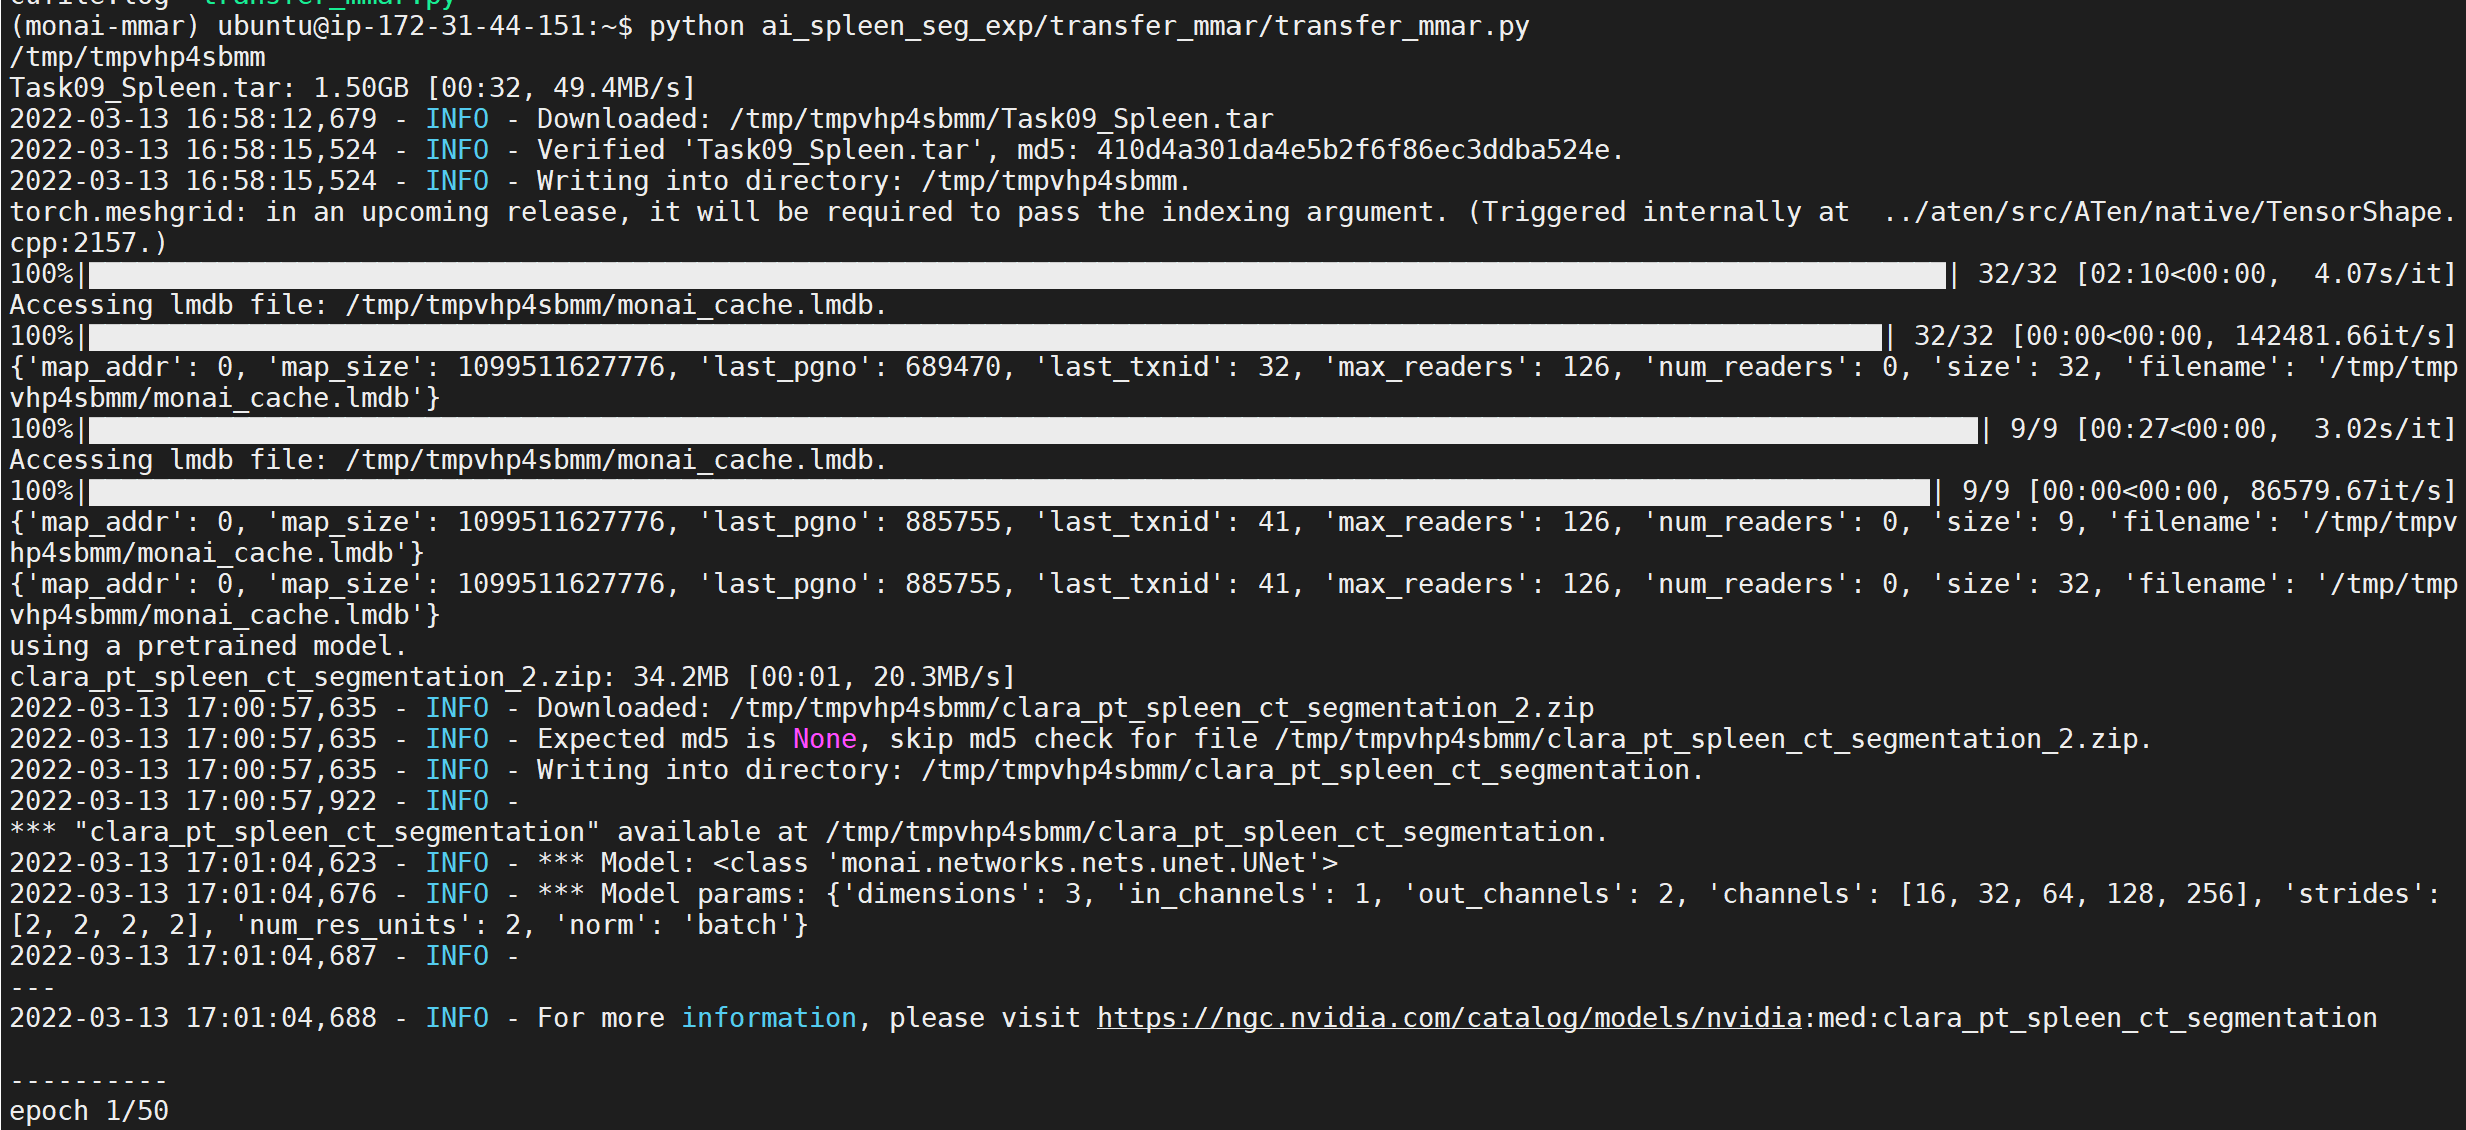 cufile.log  transfer_mmar.py
(monai-mmar) ubuntu@ip-172-31-44-151:~$ python ai_spleen_seg_exp/transfer_mmar/transfer_mmar.py
/tmp/tmpvhp4sbmm
Task09_Spleen.tar: 1.50GB [00:32, 49.4MB/s]
2022-03-13 16:58:12,679 - INFO - Downloaded: /tmp/tmpvhp4sbmm/Task09_Spleen.tar
2022-03-13 16:58:15,524 - INFO - Verified 'Task09_Spleen.tar', md5: 410d4a301da4e5b2f6f86ec3ddba524e.
2022-03-13 16:58:15,524 - INFO - Writing into directory: /tmp/tmpvhp4sbmm.
torch.meshgrid: in an upcoming release, it will be required to pass the indexing argument. (Triggered internally at  ../aten/src/ATen/native/TensorShape.
cpp:2157.)
100%|| 32/32 [02:10<00:00,  4.07s/it]
Accessing lmdb file: /tmp/tmpvhp4sbmm/monai_cache.lmdb.
100%|| 32/32 [00:00<00:00, 142481.66it/s]
{'map_addr': 0, 'map_size': 1099511627776, 'last_pgno': 689470, 'last_txnid': 32, 'max_readers': 126, 'num_readers': 0, 'size': 32, 'filename': '/tmp/tmp
vhp4sbmm/monai_cache.lmdb'}
100%|| 9/9 [00:27<00:00,  3.02s/it]
Accessing lmdb file: /tmp/tmpvhp4sbmm/monai_cache.lmdb.
100%|| 9/9 [00:00<00:00, 86579.67it/s]
{'map_addr': 0, 'map_size': 1099511627776, 'last_pgno': 885755, 'last_txnid': 41, 'max_readers': 126, 'num_readers': 0, 'size': 9, 'filename': '/tmp/tmpv
hp4sbmm/monai_cache.lmdb'}
{'map_addr': 0, 'map_size': 1099511627776, 'last_pgno': 885755, 'last_txnid': 41, 'max_readers': 126, 'num_readers': 0, 'size': 32, 'filename': '/tmp/tmp
vhp4sbmm/monai_cache.lmdb'}
using a pretrained model.
clara_pt_spleen_ct_segmentation_2.zip: 34.2MB [00:01, 20.3MB/s]
2022-03-13 17:00:57,635 - INFO - Downloaded: /tmp/tmpvhp4sbmm/clara_pt_spleen_ct_segmentation_2.zip
2022-03-13 17:00:57,635 - INFO - Expected md5 is None, skip md5 check for file /tmp/tmpvhp4sbmm/clara_pt_spleen_ct_segmentation_2.zip.
2022-03-13 17:00:57,635 - INFO - Writing into directory: /tmp/tmpvhp4sbmm/clara_pt_spleen_ct_segmentation.
2022-03-13 17:00:57,922 - INFO -
*** "clara_pt_spleen_ct_segmentation" available at /tmp/tmpvhp4sbmm/clara_pt_spleen_ct_segmentation.
2022-03-13 17:01:04,623 - INFO - *** Model: <class 'monai.networks.nets.unet.UNet'>
2022-03-13 17:01:04,676 - INFO - *** Model params: {'dimensions': 3, 'in_channels': 1, 'out_channels': 2, 'channels': [16, 32, 64, 128, 256], 'strides':
[2, 2, 2, 2], 'num_res_units': 2, 'norm': 'batch'}
2022-03-13 17:01:04,687 - INFO -
---
2022-03-13 17:01:04,688 - INFO - For more information, please visit https://ngc.nvidia.com/catalog/models/nvidia:med:clara_pt_spleen_ct_segmentation
----------
epoch 1/50